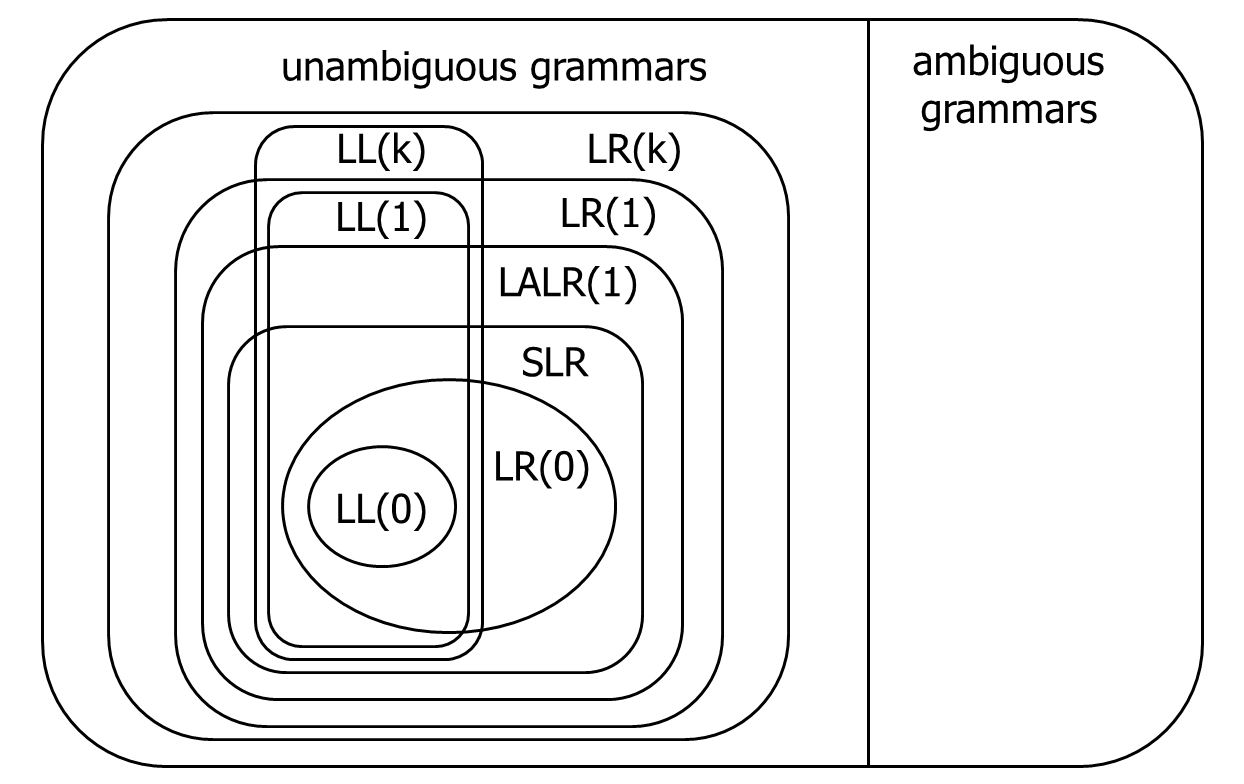 unambiguous grammars
ambiguous
grammars
LL(k)
LR(k)
LL(1)
LR(1)
LALR(1)
SLR
LR(0)
LL(0)